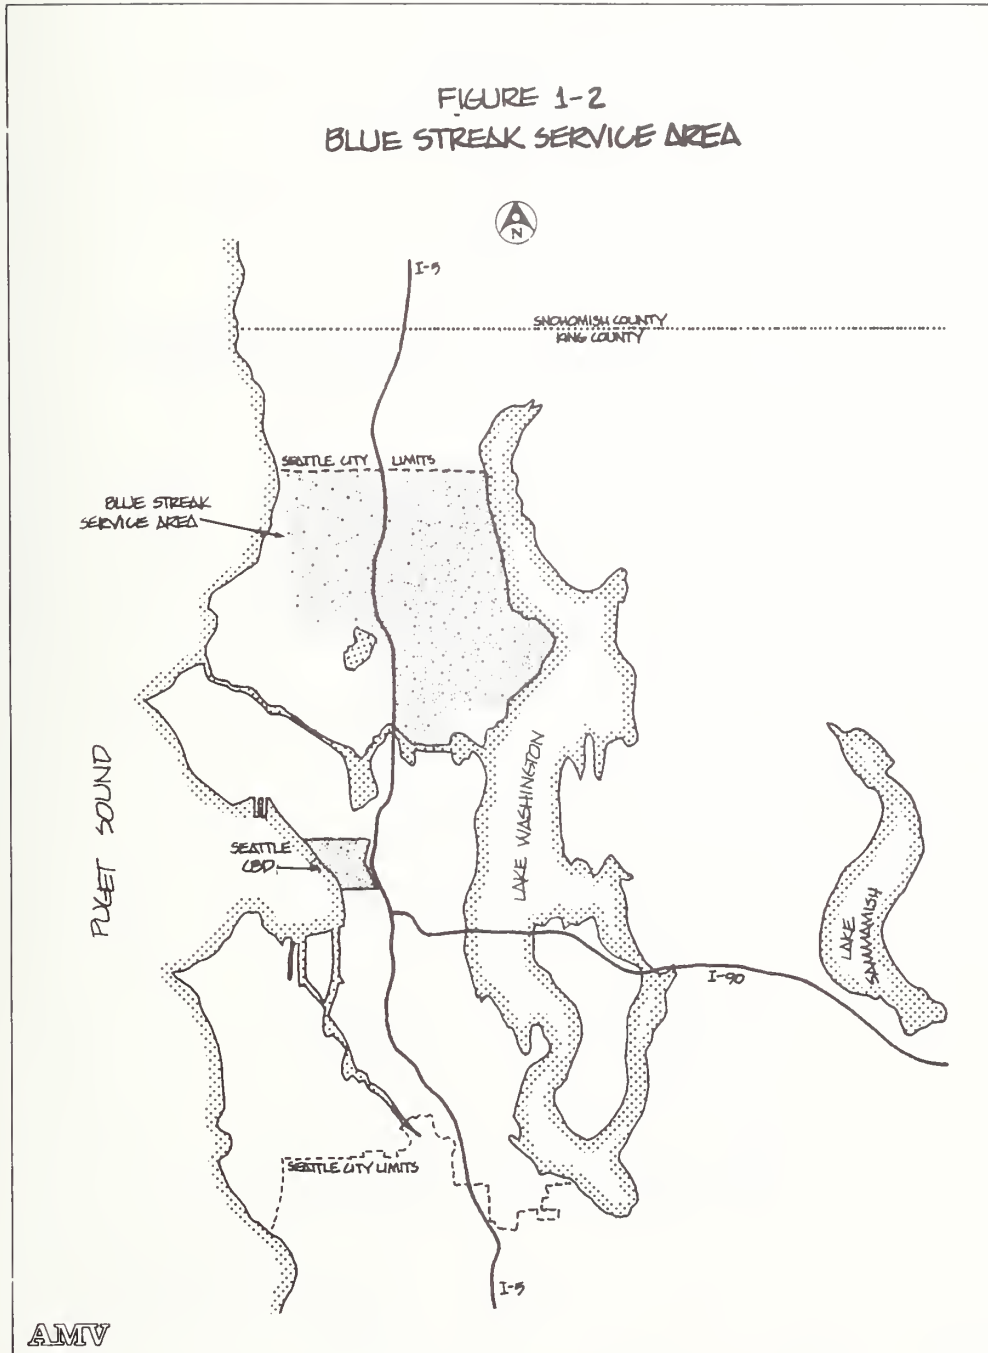 FIGURE 1-2
BLUE STREAK SERVICE AREA
N
I-5
SNOHOMISH COUNTY
KING COUNTY
SEATTLE CITY LIMITS
BLUE STREAK
SERVICE AREA
PUGET SOUND
LAKE WASHINGTON
SEATTLE
CBD
LAKE
SAMMAMISH
I-90
SEATTLE CITY LIMITS
I-5
AMV